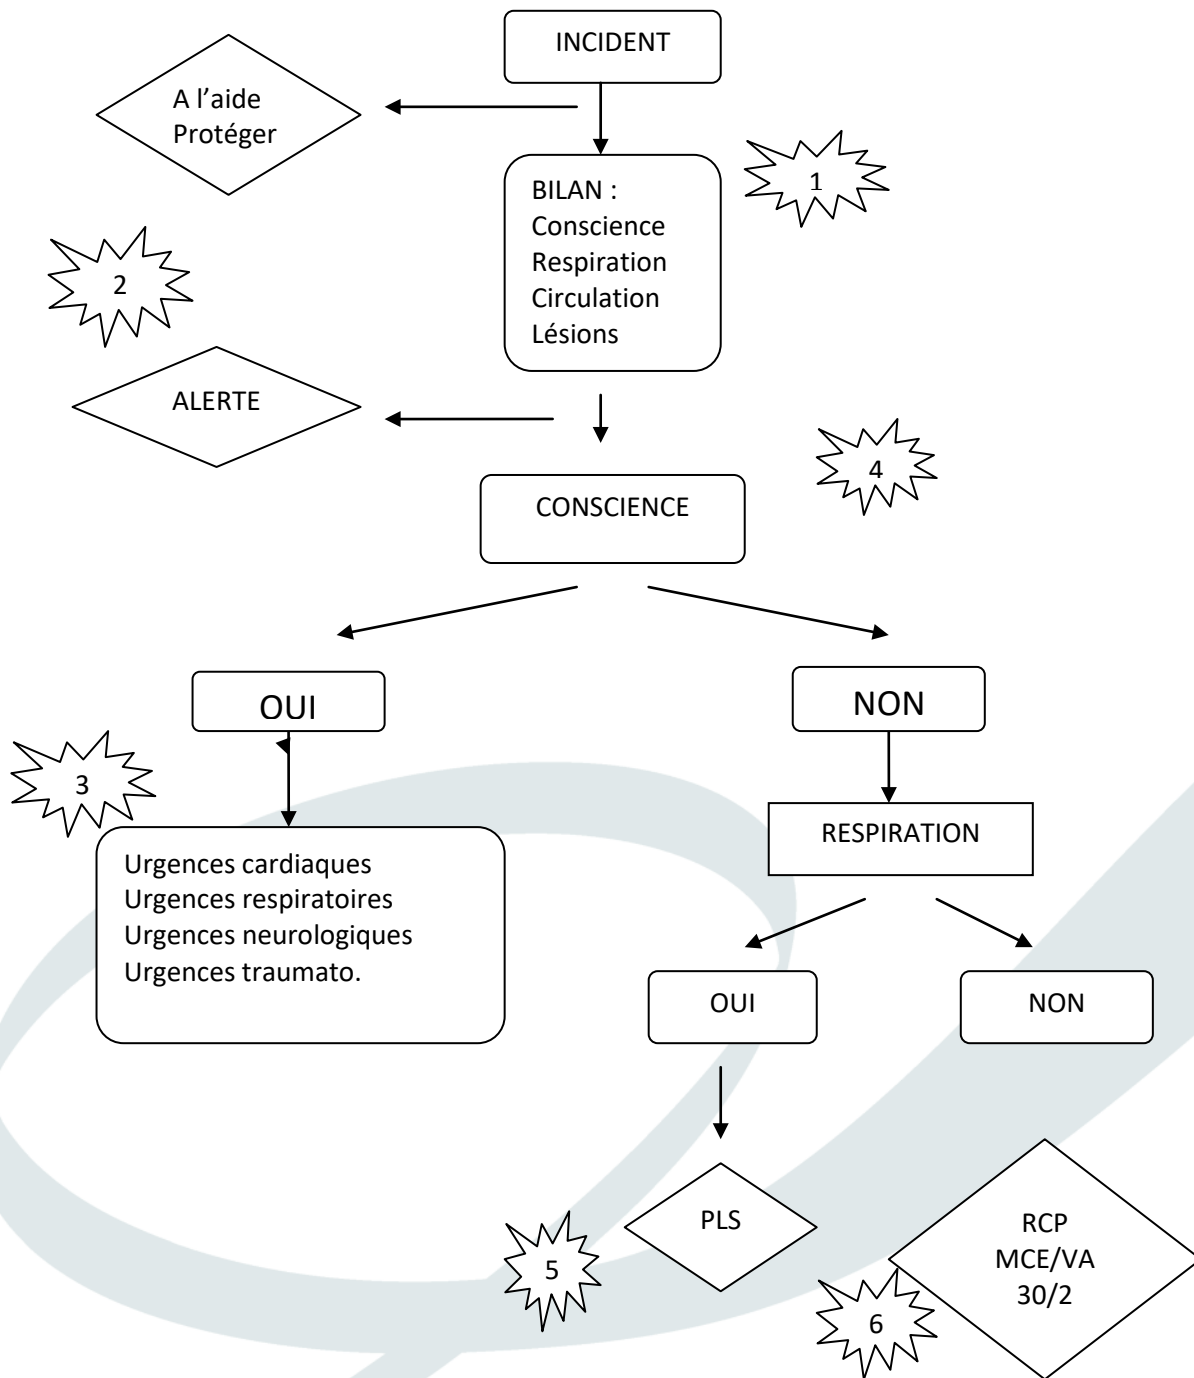 INCIDENT
A l'aide
Protéger
1
BILAN :
Conscience
Respiration
Circulation
Lésions
2
ALERTE
4
CONSCIENCE
OUI
NON
3
RESPIRATION
Urgences cardiaques
Urgences respiratoires
Urgences neurologiques
Urgences traumato.
OUI
NON
PLS
5
RCP
MCE/VA
30/2
6